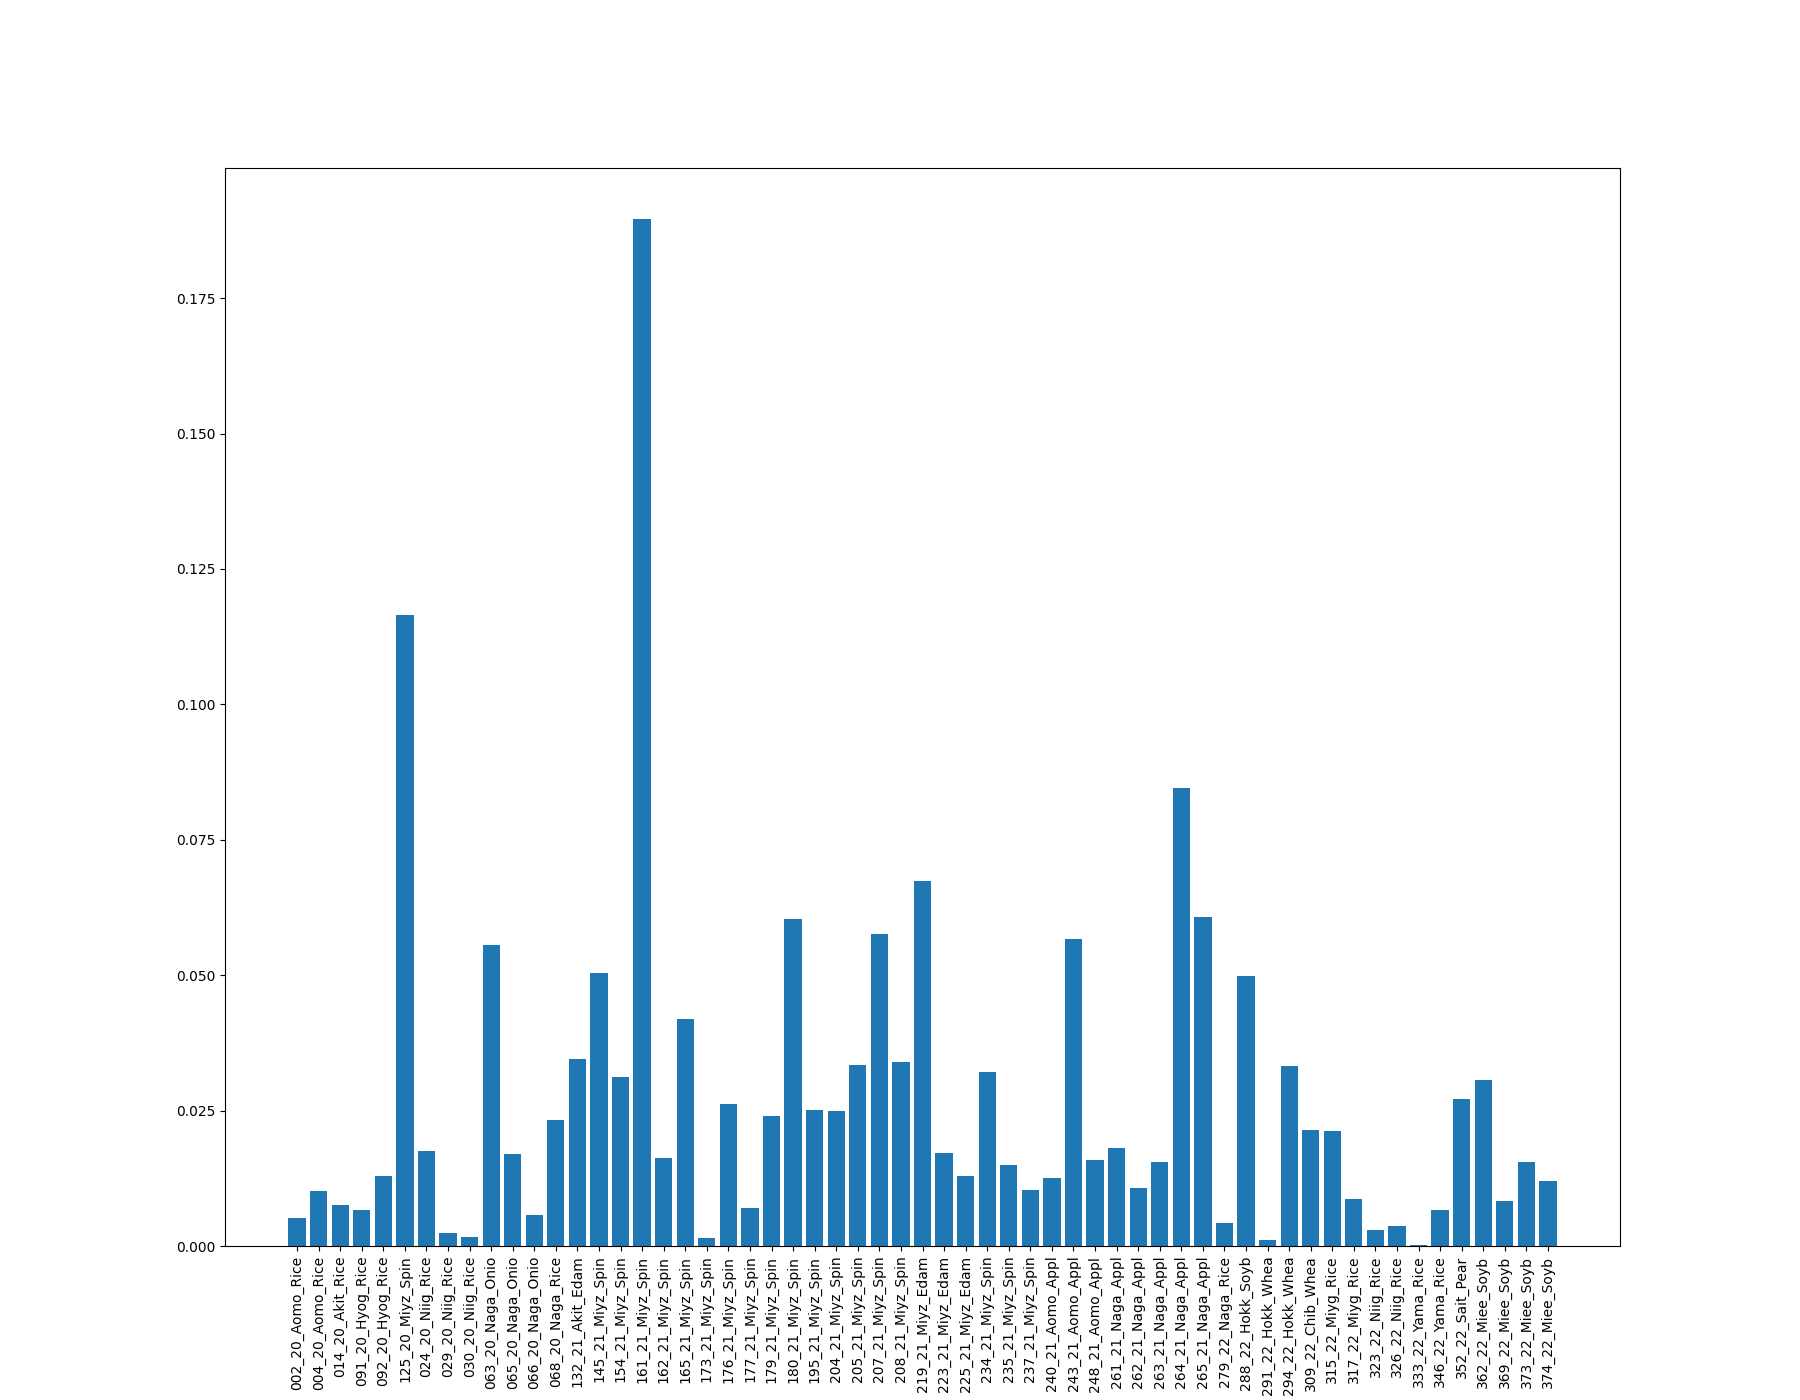 0.175
0.150
0.125
0.100
0.075
0.050
0.025
0.000
002_20_Aomo_Rice
004_20_Aomo_Rice
014_20_Akit_Rice
091_20_Hyog_Rice
092_20_Hyog_Rice
125_20_Miyz_Spin
024_20_Niig_Rice
029_20_Niig_Rice
030_20_Niig_Rice
063_20_Naga_Onio
065_20_Naga_Onio
066_20_Naga_Onio
068_20_Naga_Rice
132_21_Akit_Edam
145_21_Miyz_Spin
154_21_Miyz_Spin
161_21_Miyz_Spin
162_21_Miyz_Spin
165_21_Miyz_Spin
173_21_Miyz_Spin
176_21_Miyz_Spin
177_21_Miyz_Spin
179_21_Miyz_Spin
180_21_Miyz_Spin
195_21_Miyz_Spin
204_21_Miyz_Spin
205_21_Miyz_Spin
207_21_Miyz_Spin
208_21_Miyz_Spin
219_21_Miyz_Edam
223_21_Miyz_Edam
225_21_Miyz_Edam
234_21_Miyz_Spin
235_21_Miyz_Spin
237_21_Miyz_Spin
240_21_Aomo_Appl
243_21_Aomo_Appl
248_21_Aomo_Appl
261_21_Naga_Appl
262_21_Naga_Appl
263_21_Naga_Appl
264_21_Naga_Appl
265_21_Naga_Appl
279_22_Naga_Rice
288_22_Hokk_Soyb
291_22_Hokk_Whea
294_22_Hokk_Whea
309_22_Chib_Whea
315_22_Miyg_Rice
317_22_Miyg_Rice
323_22_Niig_Rice
326_22_Niig_Rice
333_22_Yama_Rice
346_22_Yama_Rice
352_22_Sait_Pear
362_22_Miee_Soyb
369_22_Miee_Soyb
373_22_Miee_Soyb
374_22_Miee_Soyb